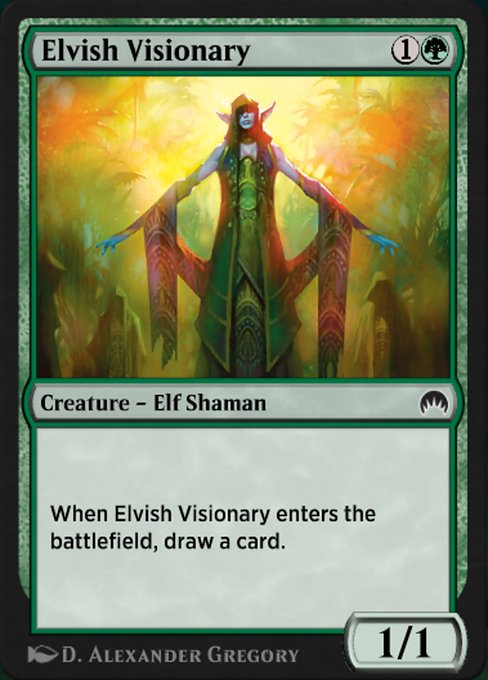 Elvish Visionary 1
Creature – Elf Shaman
When Elvish Visionary enters the
battlefield, draw a card.
1/1
D. Alexander Gregory